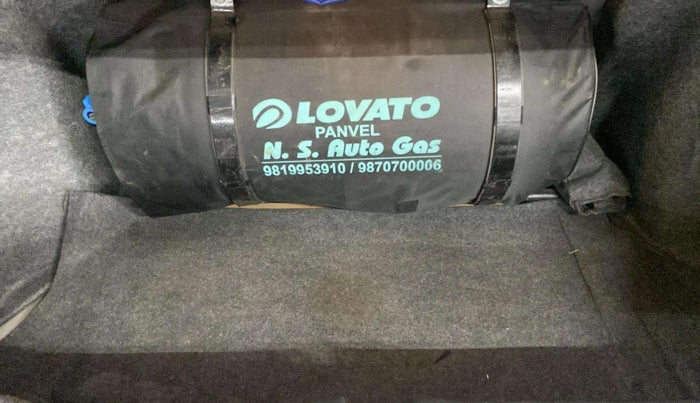 LOVATO
PANVEL
N. S. Auto Gas
9819953910 / 9870700006